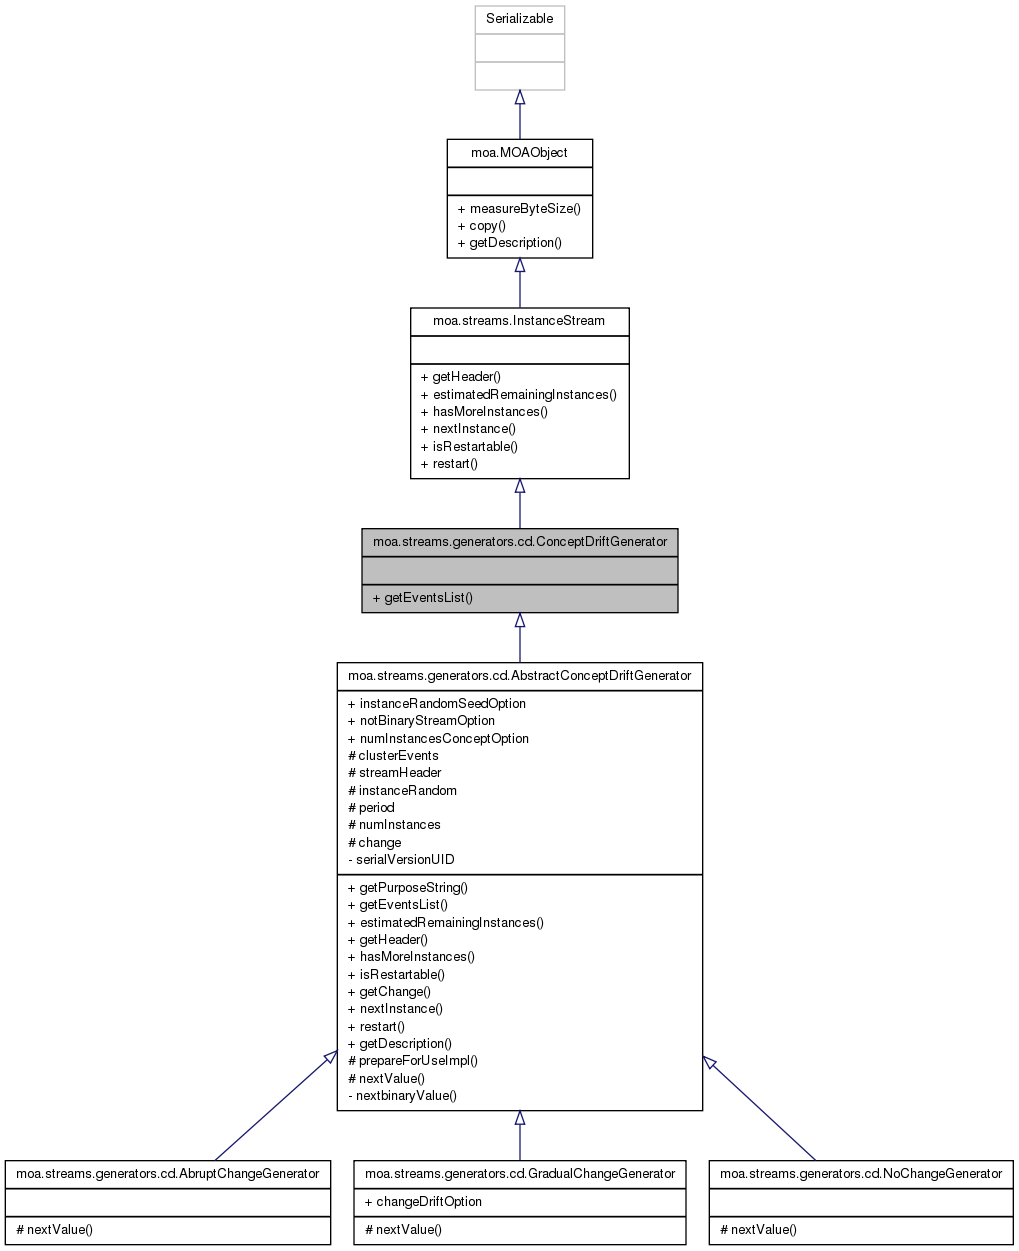 Serializable
moa.MOAObject
+ measureByteSize()
+ copy()
+ getDescription()
moa.streams.InstanceStream
+ getHeader()
+ estimatedRemainingInstances()
+ hasMoreInstances()
+ nextInstance()
+ isRestartable()
+ restart()
moa.streams.generators.cd.ConceptDriftGenerator
+ getEventsList()
moa.streams.generators.cd.AbstractConceptDriftGenerator
+ instanceRandomSeedOption
+ notBinaryStreamOption
+ numInstancesConceptOption
# clusterEvents
# streamHeader
# instanceRandom
# period
# numInstances
# change
- serialVersionUID
+ getPurposeString()
+ getEventsList()
+ estimatedRemainingInstances()
+ getHeader()
+ hasMoreInstances()
+ isRestartable()
+ getChange()
+ nextInstance()
+ restart()
+ getDescription()
# prepareForUseImpl()
# nextValue()
- nextbinaryValue()
moa.streams.generators.cd.AbruptChangeGenerator
# nextValue()
moa.streams.generators.cd.GradualChangeGenerator
+ changeDriftOption
# nextValue()
moa.streams.generators.cd.NoChangeGenerator
# nextValue()